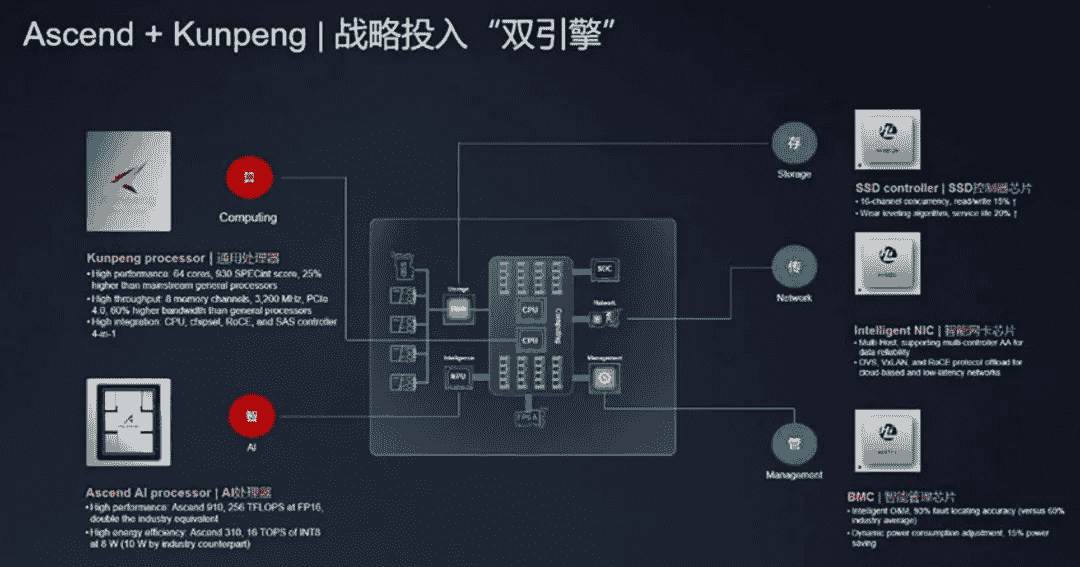 Ascend + Kunpeng | 战略投入 “双引擎”
Computing
Kunpeng processor | 通用处理器
• High performance: 64 cores, 930 SPECint score, 25%
higher than mainstream general processors
• High throughput: 8 memory channels, 3,200 MHz, PCIe
4.0, 60% higher bandwidth than general processors
• High integration: CPU, chipset, RoCE, and SAS controller
4-in-1
智
AI
Ascend AI processor | AI处理器
• High performance: Ascend 910, 256 TFLOPS at FP16,
double the industry equivalent
• High energy efficiency: Ascend 310, 16 TOPS of INT8
at 8 W (10 W by industry counterpart)
Storage
CPU
CPU
Computing
SOC
Network
Intelligence
Management
存
Storage
SSD controller | SSD控制器芯片
• 16-channel concurrency, read/write 15% ↑
• Wear leveling algorithm, service life 20% ↑
传
Network
Intelligent NIC | 智能网卡芯片
• Multi-Host, supporting multi-controller AA for
data reliability
• OVS, VxLAN, and RoCE protocol offload for
cloud-based and low-latency networks
管
Management
BMC | 智能管理芯片
• Intelligent O&M, 93% fault locating accuracy (versus 60%
industry average)
• Dynamic power consumption adjustment, 15% power
saving